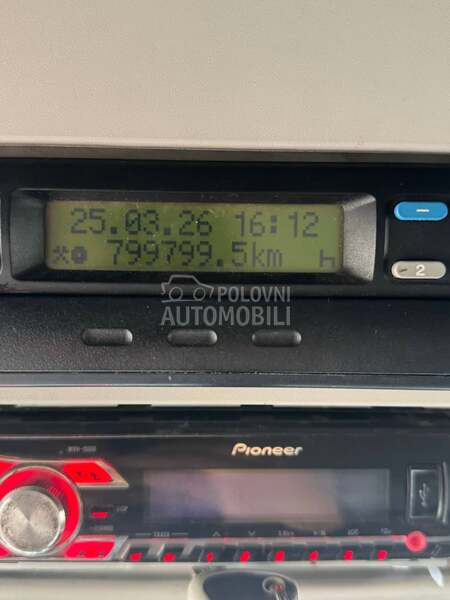 25.03.26 16:12
799799.5km
2
POLOVNI
AUTOMOBILI
Pioneer